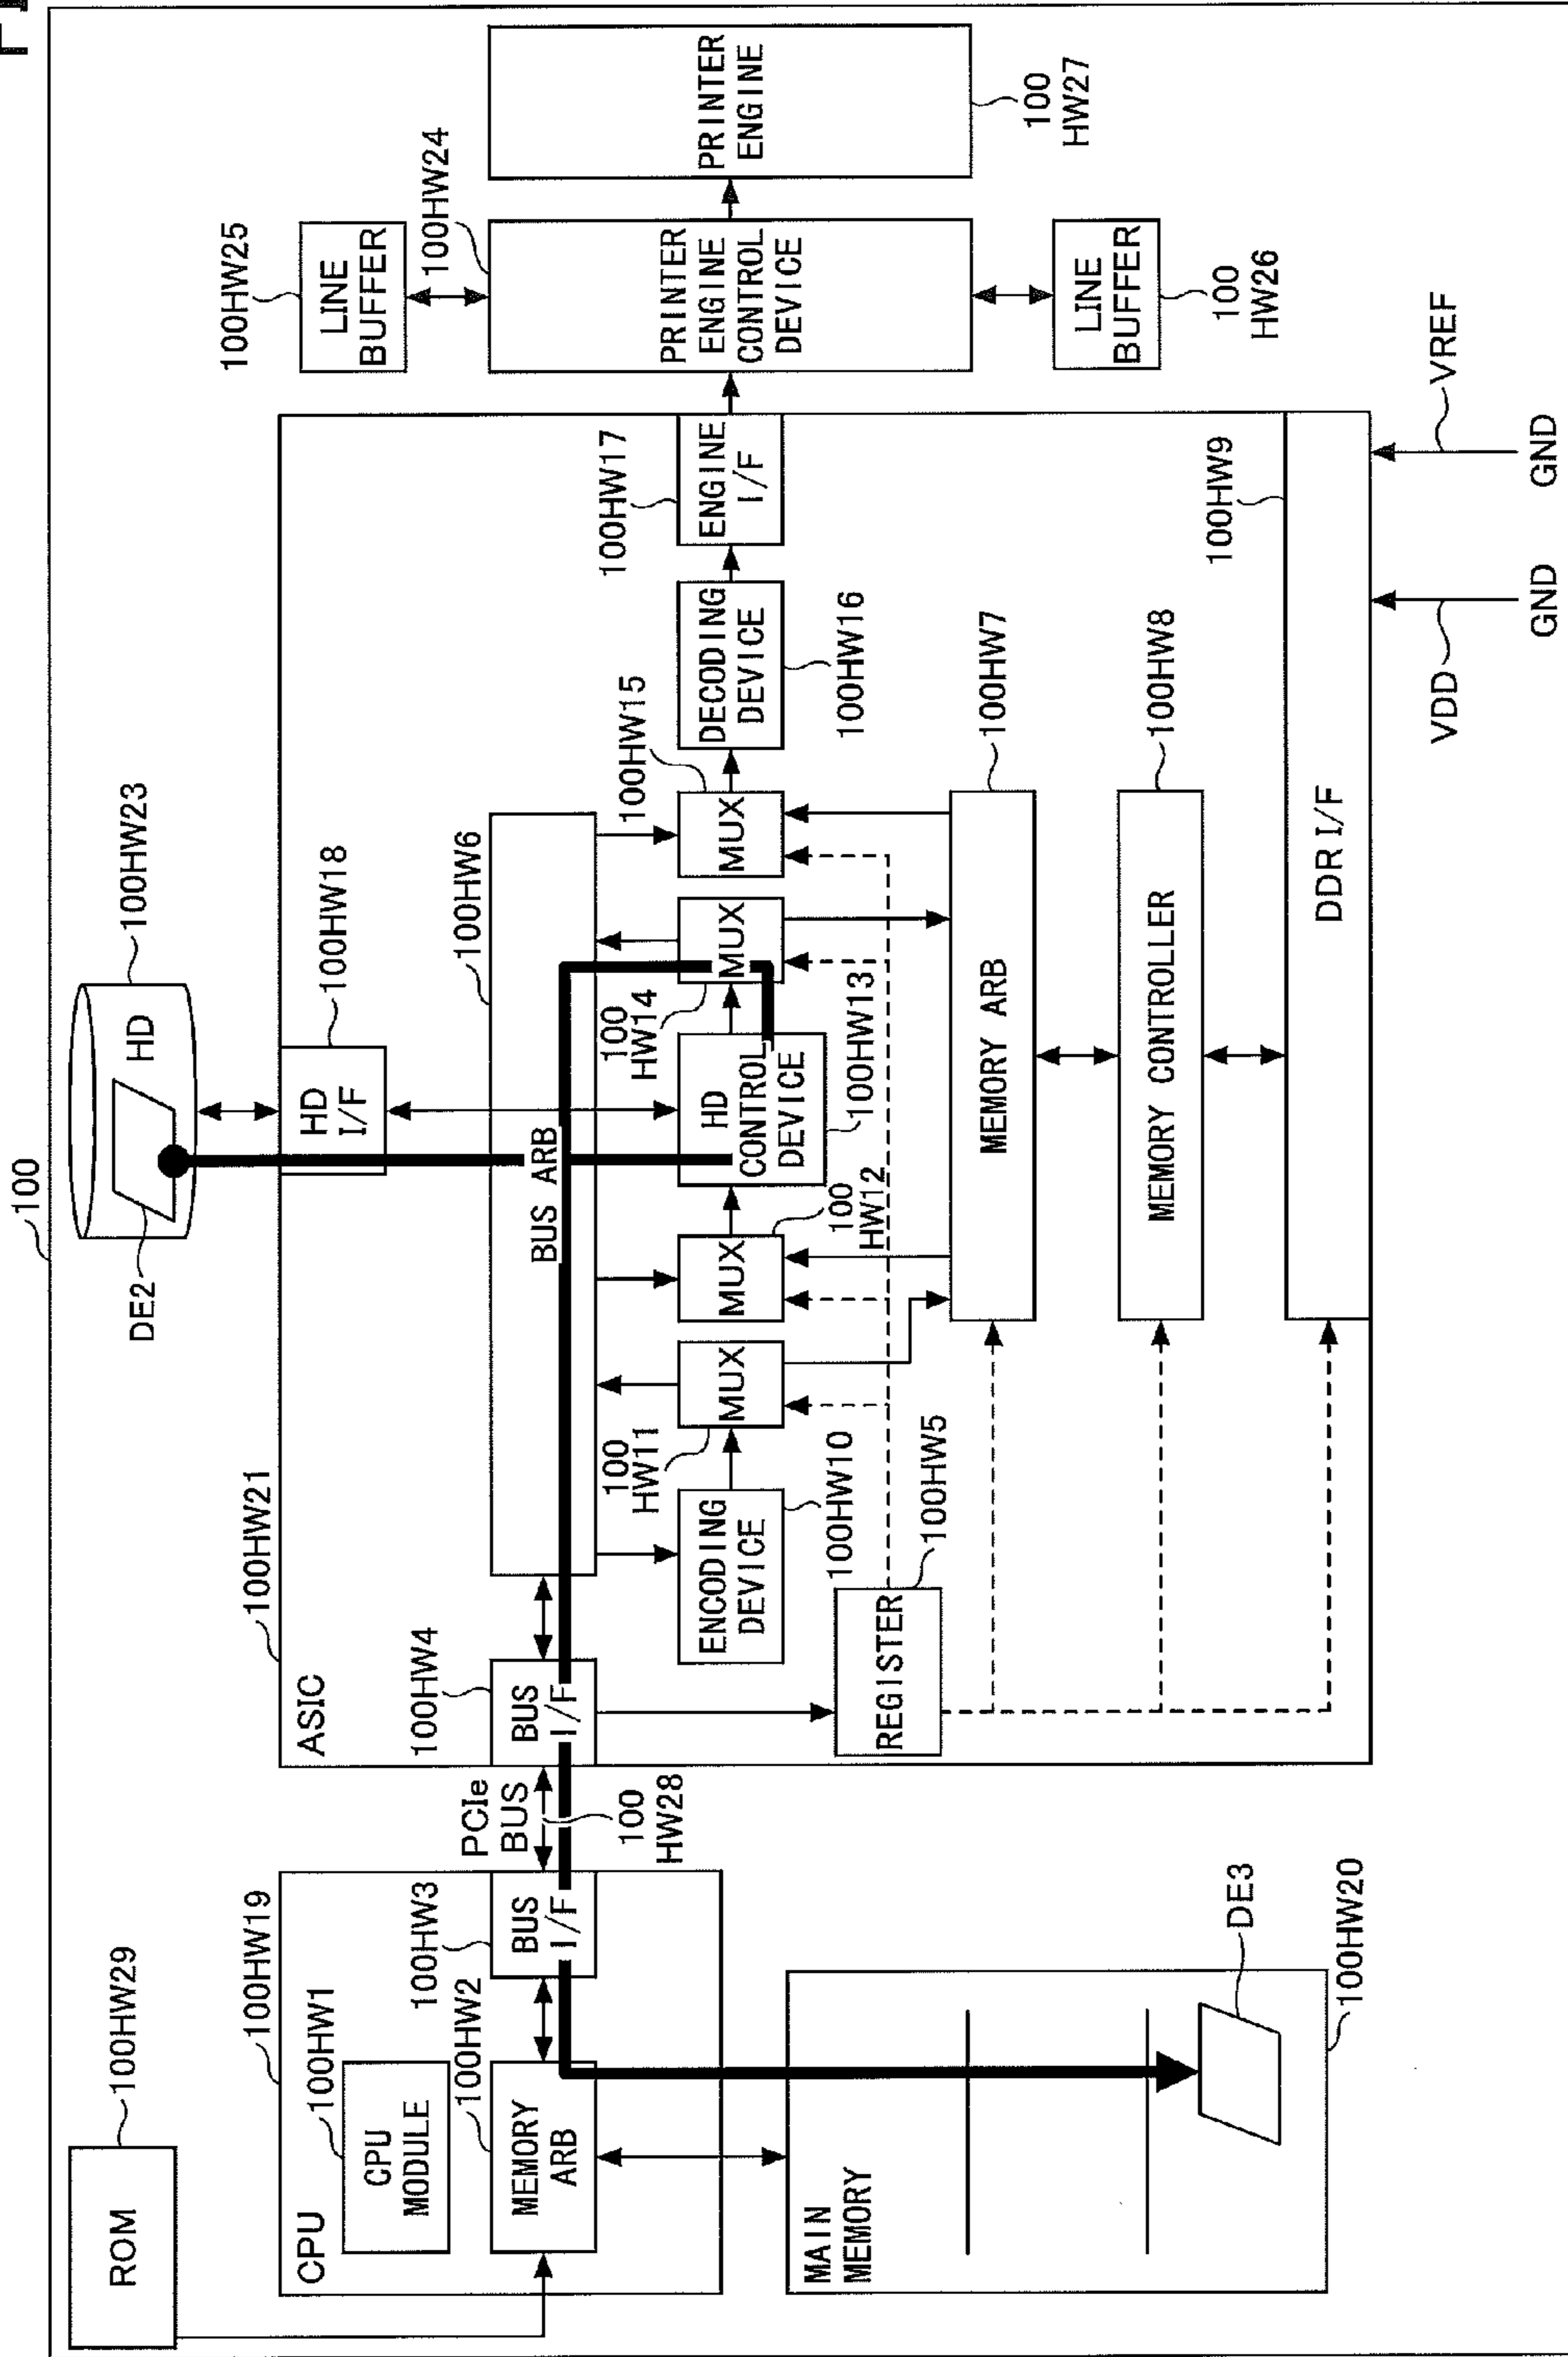 100
ROM
100HW29
100HW19
CPU
100HW1
CPU
MODULE
100HW2
MEMORY
ARB
100HW3
BUS
I/F
MAIN
MEMORY
DE3
100HW20
PCIe
BUS
100
HW28
100HW21
ASIC
100HW4
BUS
I/F
DE2
HD
100HW23
HD
I/F
100HW18
BUS ARB
BUS ARB
100HW6
ENCODING
DEVICE
100HW10
100
HW11
MUX
MUX
100
HW12
HD
CONTROL
DEVICE
100HW13
100
HW14
MUX
100HW15
MUX
DECODING
DEVICE
100HW16
100HW17
ENGINE
I/F
REGISTER
100HW5
MEMORY ARB
100HW7
MEMORY CONTROLLER
100HW8
DDR I/F
100HW9
VDD
GND
VREF
GND
100HW25
LINE
BUFFER
100HW24
PRINTER
ENGINE
CONTROL
DEVICE
LINE
BUFFER
100
HW26
PRINTER
ENGINE
100
HW27